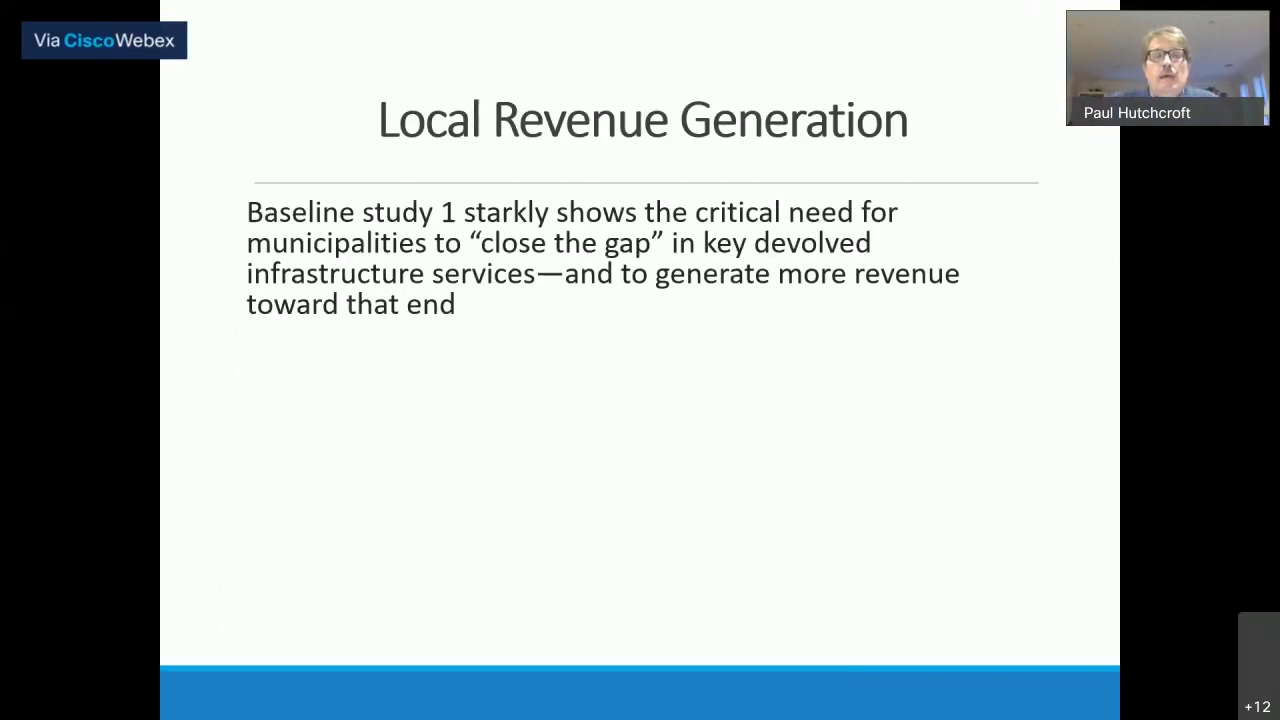 Via CiscoWebex
Paul Hutchcroft
Local Revenue Generation
Baseline study 1 starkly shows the critical need for
municipalities to “close the gap” in key devolved
infrastructure services—and to generate more revenue
toward that end
+12